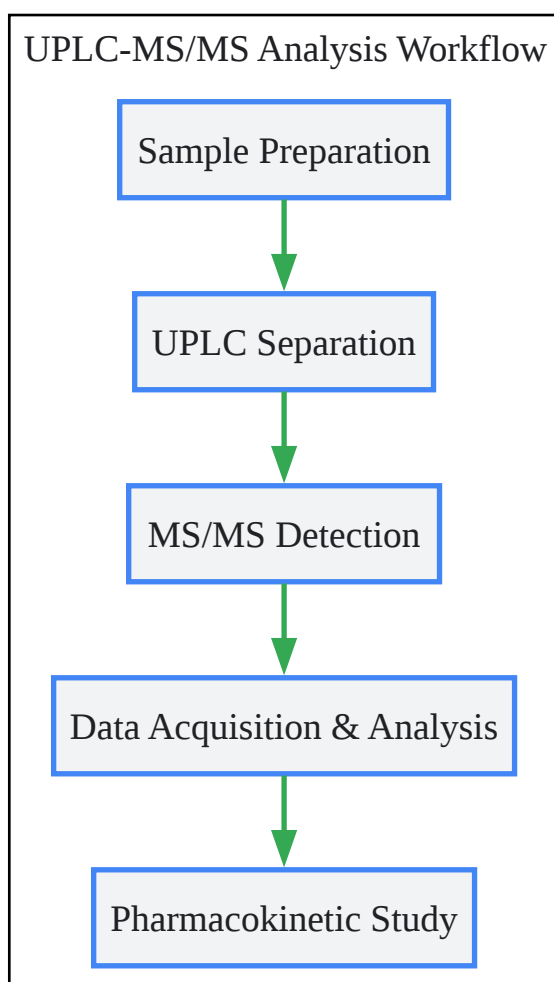 UPLC-MS/MS Analysis Workflow
Sample Preparation
UPLC Separation
MS/MS Detection
Data Acquisition & Analysis
Pharmacokinetic Study